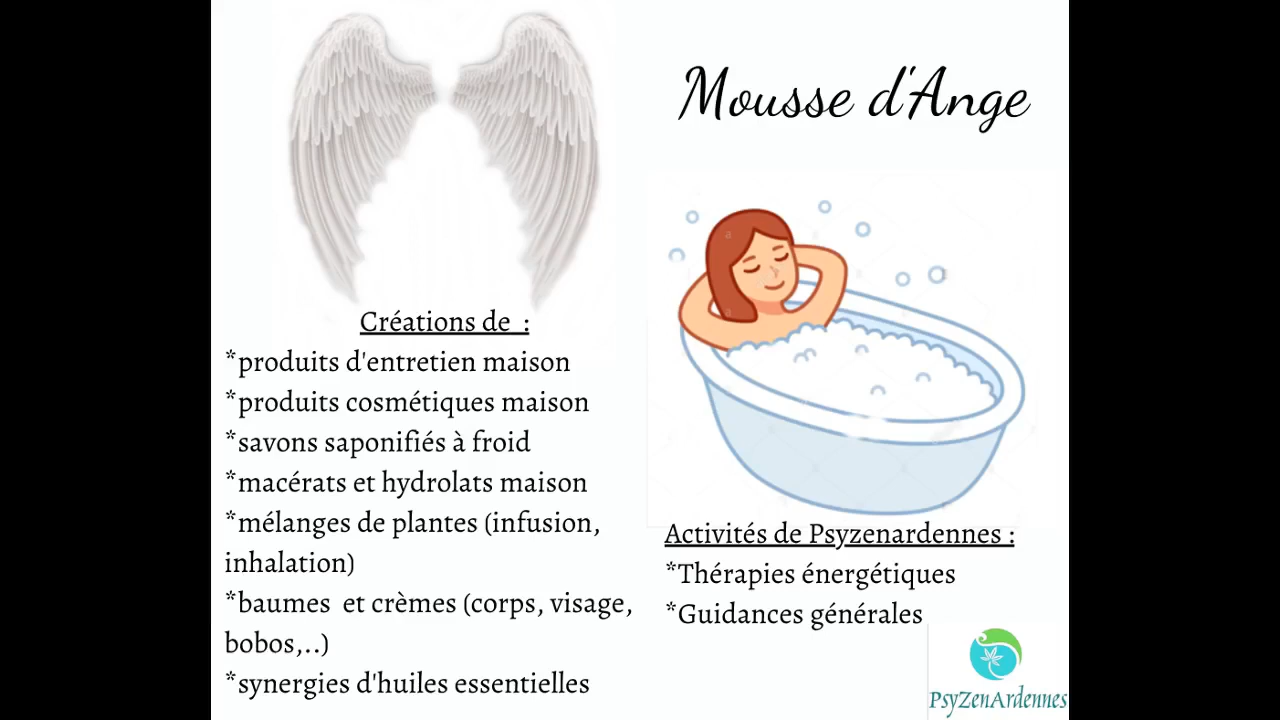 Mousse d'Ange
Créations de :
*produits d'entretien maison
*produits cosmétiques maison
*savons saponifiés à froid
*macérats et hydrolats maison
*mélanges de plantes (infusion,
inhalation)
*baumes et crèmes (corps, visage,
bobos,..)
*synergies d'huiles essentielles
Activités de Psyzenardennes :
*Thérapies énergétiques
*Guidances générales
PsyZenArdennes